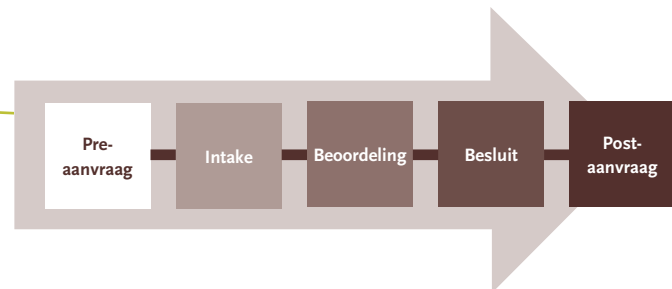 Pre-
aanvraag
Intake
Beoordeling
Besluit
Post-
aanvraag